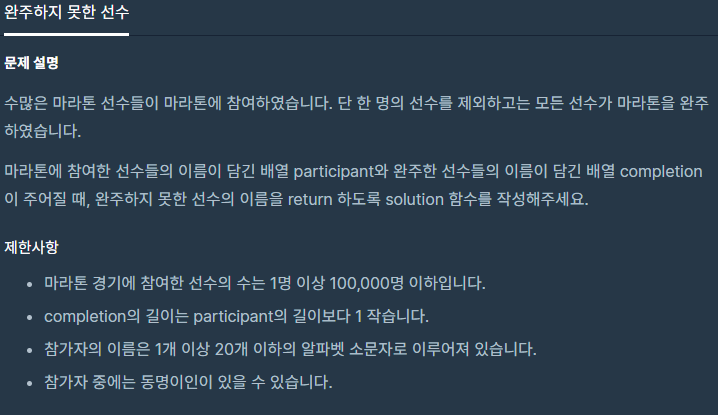 완주하지 못한 선수
문제 설명
수많은 마라톤 선수들이 마라톤에 참여하였습니다. 단 한 명의 선수를 제외하고는 모든 선수가 마라톤을 완주
하였습니다.
마라톤에 참여한 선수들의 이름이 담긴 배열 participant와 완주한 선수들의 이름이 담긴 배열 completion
이 주어질 때, 완주하지 못한 선수의 이름을 return 하도록 solution 함수를 작성해주세요.
제한사항
• 마라톤 경기에 참여한 선수의 수는 1명 이상 100,000명 이하입니다.
• completion의 길이는 participant의 길이보다 1 작습니다.
• 참가자의 이름은 1개 이상 20개 이하의 알파벳 소문자로 이루어져 있습니다.
• 참가자 중에는 동명이인이 있을 수 있습니다.